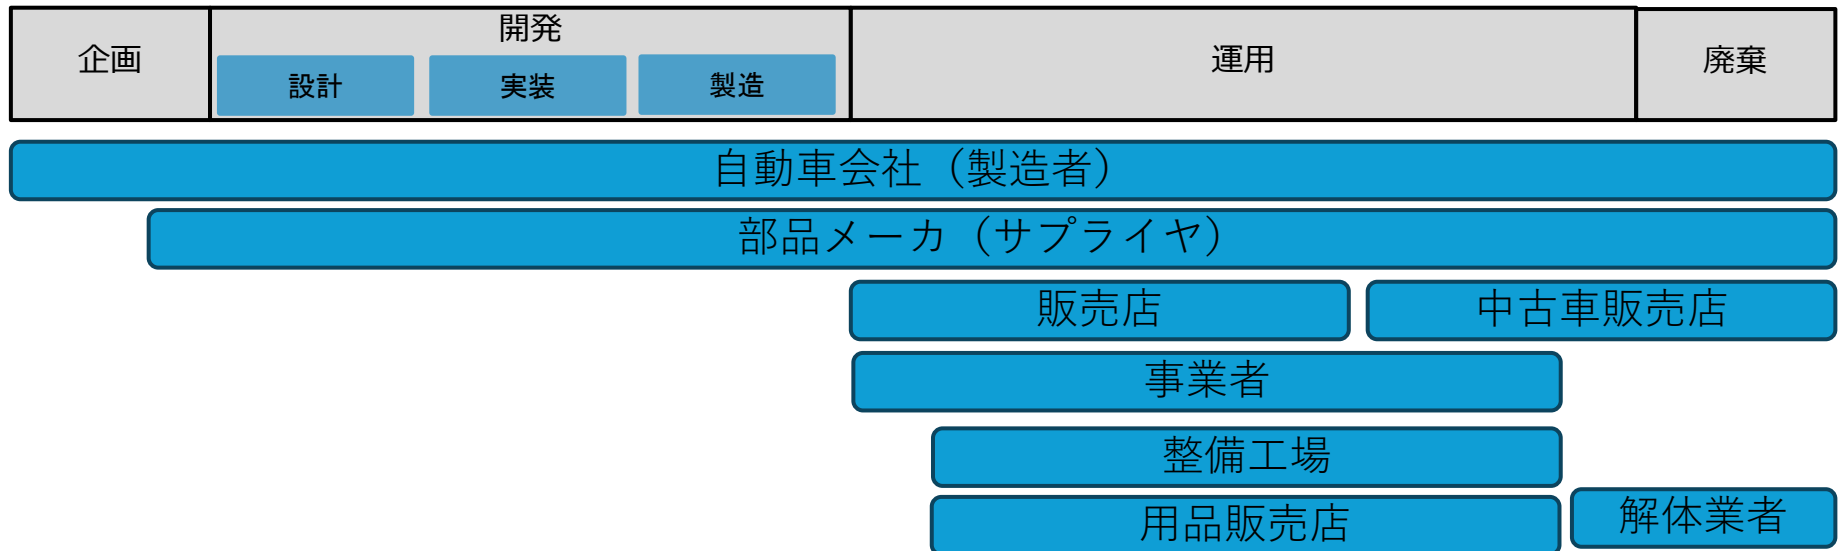 企画
開発
設計
実装
製造
運用
廃棄
自動車会社（製造者）
部品メーカ（サプライヤ）
販売店
中古車販売店
事業者
整備工場
用品販売店
解体業者